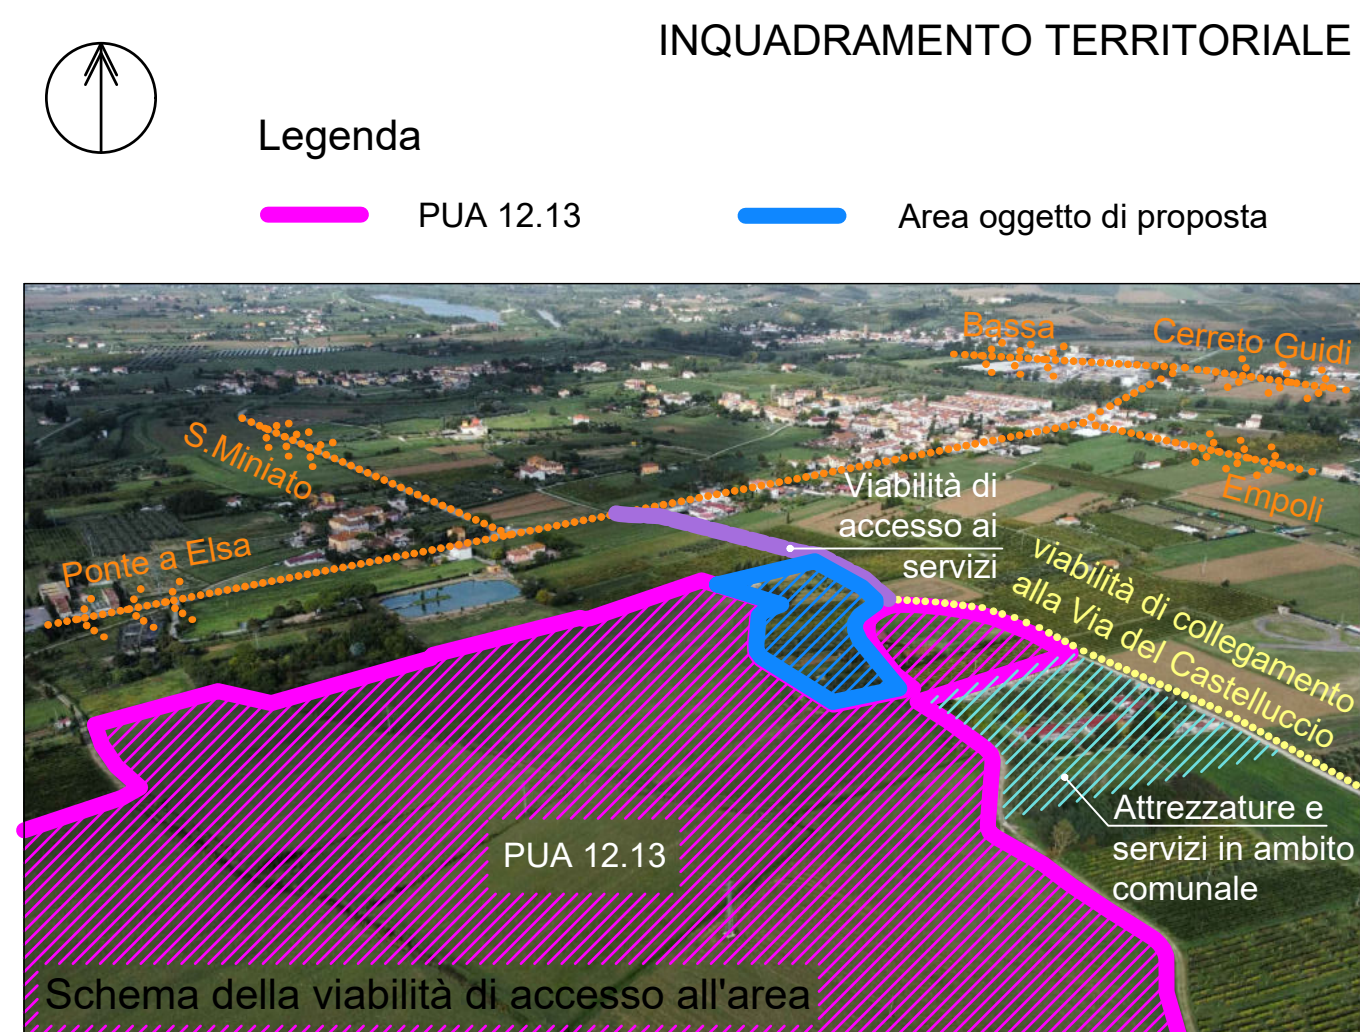 INQUADRAMENTO TERRITORIALE
Legenda
PUA 12.13
Area oggetto di proposta
Bassa
Cerreto Guidi
S.Miniato
Empoli
Ponte a Elsa
Viabilità di
accesso ai
servizi
viabilità di collegamento
alla Via del Castelluccio
Attrezzature e
servizi in ambito
comunale
PUA 12.13
Schema della viabilità di accesso all'area